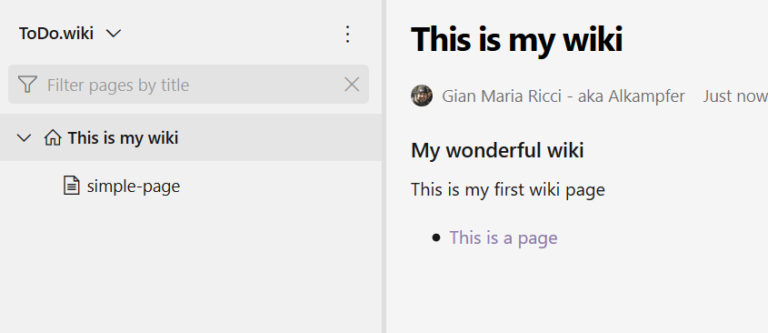 ToDo.wiki
Filter pages by title
This is my wiki
simple-page
This is my wiki
Gian Maria Ricci - aka Alkampfer Just now
My wonderful wiki
This is my first wiki page
This is a page